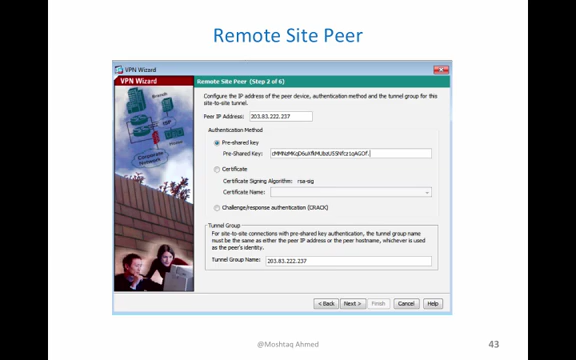 Remote Site Peer
VPN Wizard
VPN Wizard
Remote Site Peer (Step 2 of 6)
Configure the IP address of the peer device, authentication method and the tunnel group for this
site-to-site tunnel.
Peer IP Address: 203.83.222.237
Authentication Method
Pre-shared key
Pre-Shared Key:
Certificate
Certificate Signing Algorithm: rsa-sig
Certificate Name:
Challenge/response authentication (CRACK)
Tunnel Group
For site-to-site connections with pre-shared key authentication, the tunnel group name
must be the same as either the peer IP address or the peer hostname, whichever is used
as the peer's identity.
Tunnel Group Name: 203.83.222.237
Branch
ISP
Corporate
Network
< Back Next > Finish Cancel Help
@Moshtaq Ahmed
43